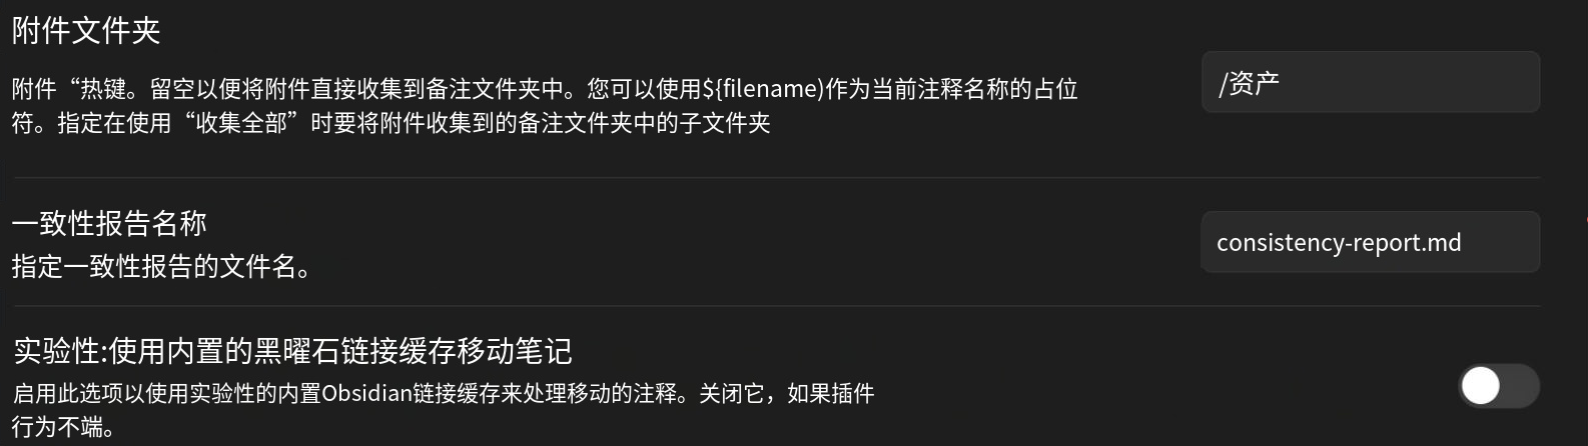 附件文件夹
附件“热键。留空以便将附件直接收集到备注文件夹中。您可以使用${filename)作为当前注释名称的占位
符。指定在使用“收集全部”时要将附件收集到的备注文件夹中的子文件夹
/资产
一致性报告名称
指定一致性报告的文件名。
consistency-report.md
实验性:使用内置的黑曜石链接缓存移动笔记
启用此选项以使用实验性的内置Obsidian链接缓存来处理移动的注释。关闭它，如果插件
行为不端。